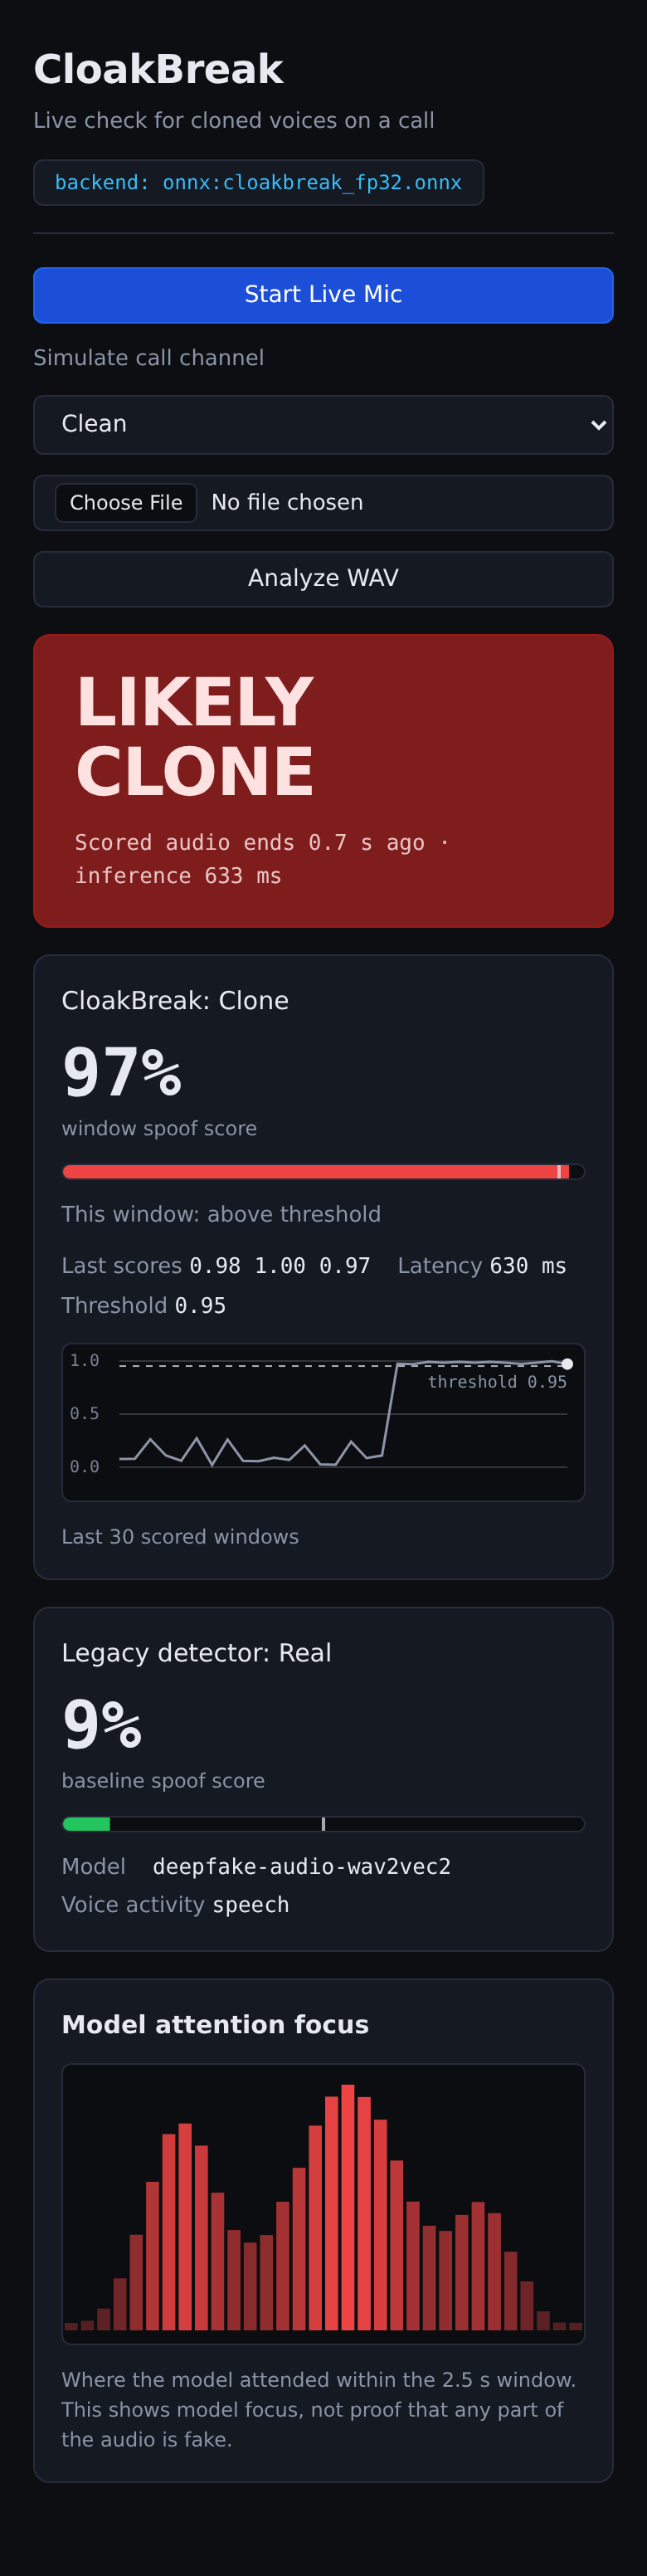 CloakBreak
Live check for cloned voices on a call
backend: onnx:cloakbreak_fp32.onnx
Start Live Mic
Simulate call channel
Clean
Choose File No file chosen
Analyze WAV
LIKELY
CLONE
Scored audio ends 0.7 s ago ·
inference 633 ms
CloakBreak: Clone
97%
window spoof score
This window: above threshold
Last scores 0.98 1.00 0.97 Latency 630 ms
Threshold 0.95
1.0
threshold 0.95
0.5
0.0
Last 30 scored windows
Legacy detector: Real
9%
baseline spoof score
Model deepfake-audio-wav2vec2
Voice activity speech
Model attention focus
Where the model attended within the 2.5 s window.
This shows model focus, not proof that any part of
the audio is fake.